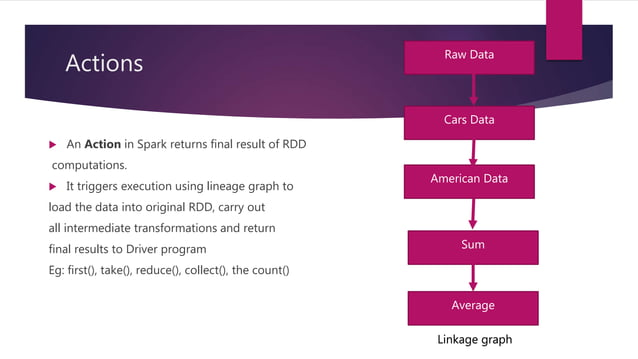 Actions
An Action in Spark returns final result of RDD
computations.
It triggers execution using lineage graph to
load the data into original RDD, carry out
all intermediate transformations and return
final results to Driver program
Eg: first(), take(), reduce(), collect(), the count()
Raw Data
Cars Data
American Data
Sum
Average
Linkage graph